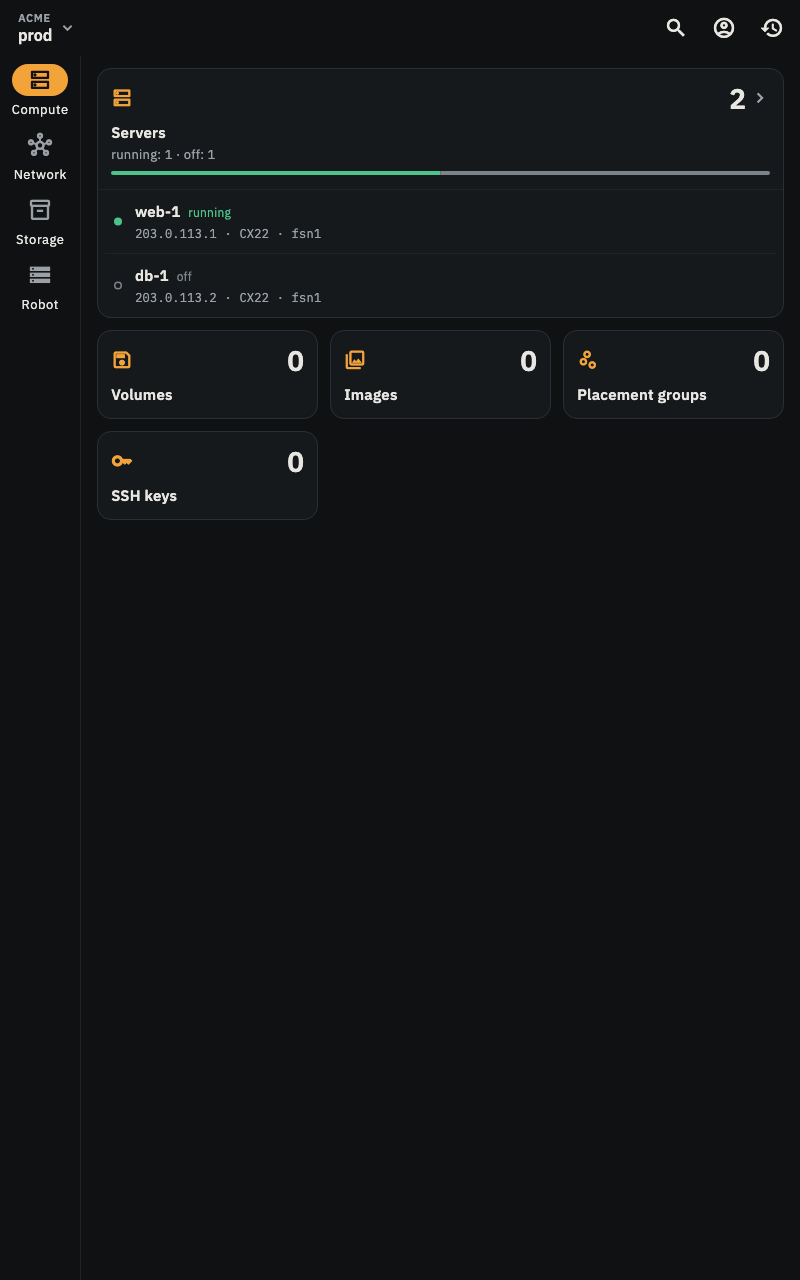 ACME
prod
Compute
Network
Storage
Robot
2
Servers
running: 1 · off: 1
web-1 running
203.0.113.1 · CX22 · fsn1
db-1 off
203.0.113.2 · CX22 · fsn1
0
Volumes
0
Images
0
Placement groups
0
SSH keys